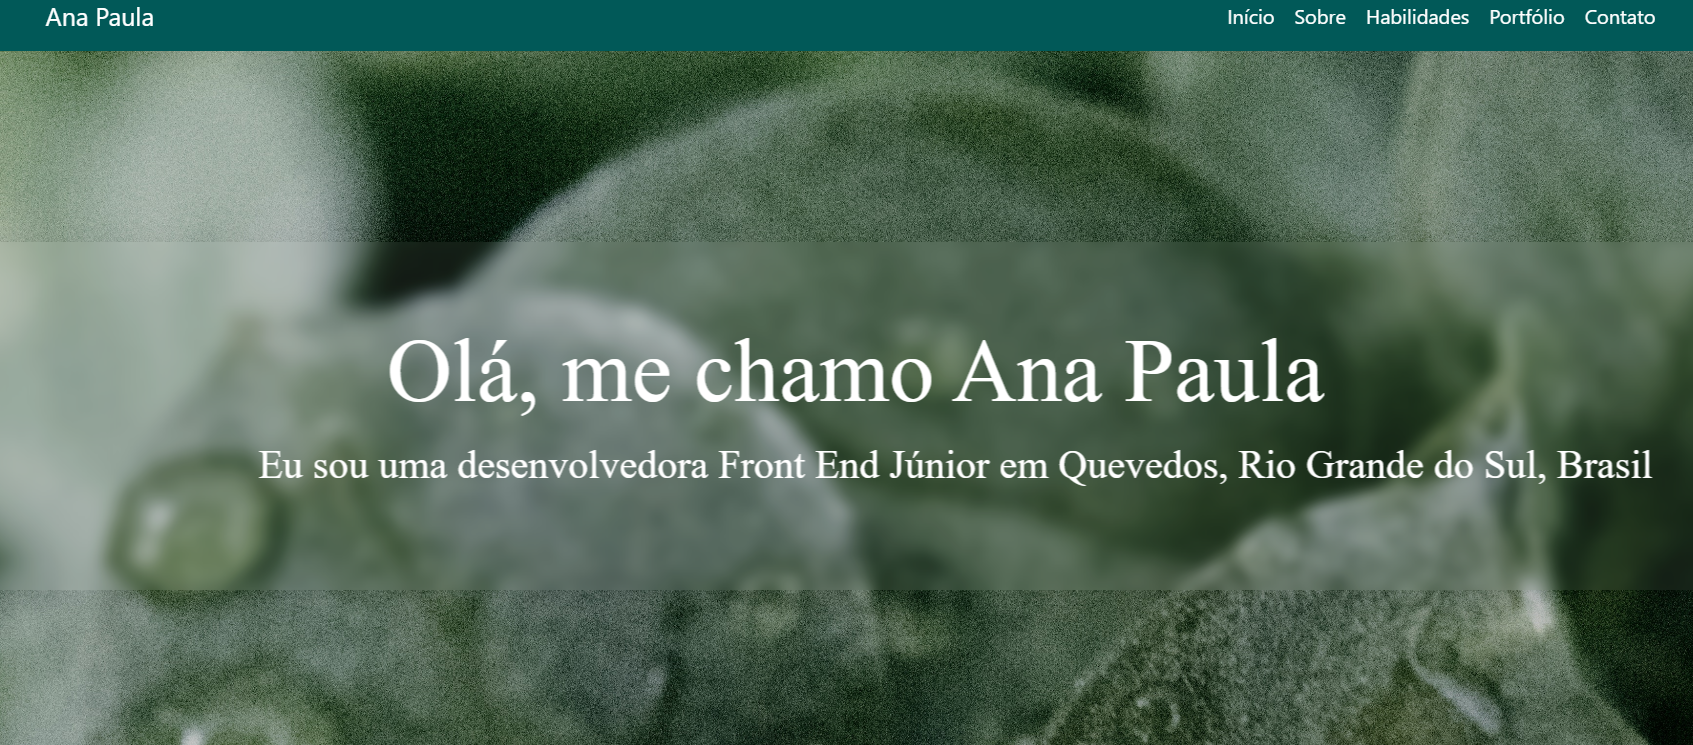 Ana Paula
Início Sobre Habilidades Portfólio Contato
Olá, me chamo Ana Paula
Eu sou uma desenvolvedora Front End Júnior em Quevedos, Rio Grande do Sul, Brasil